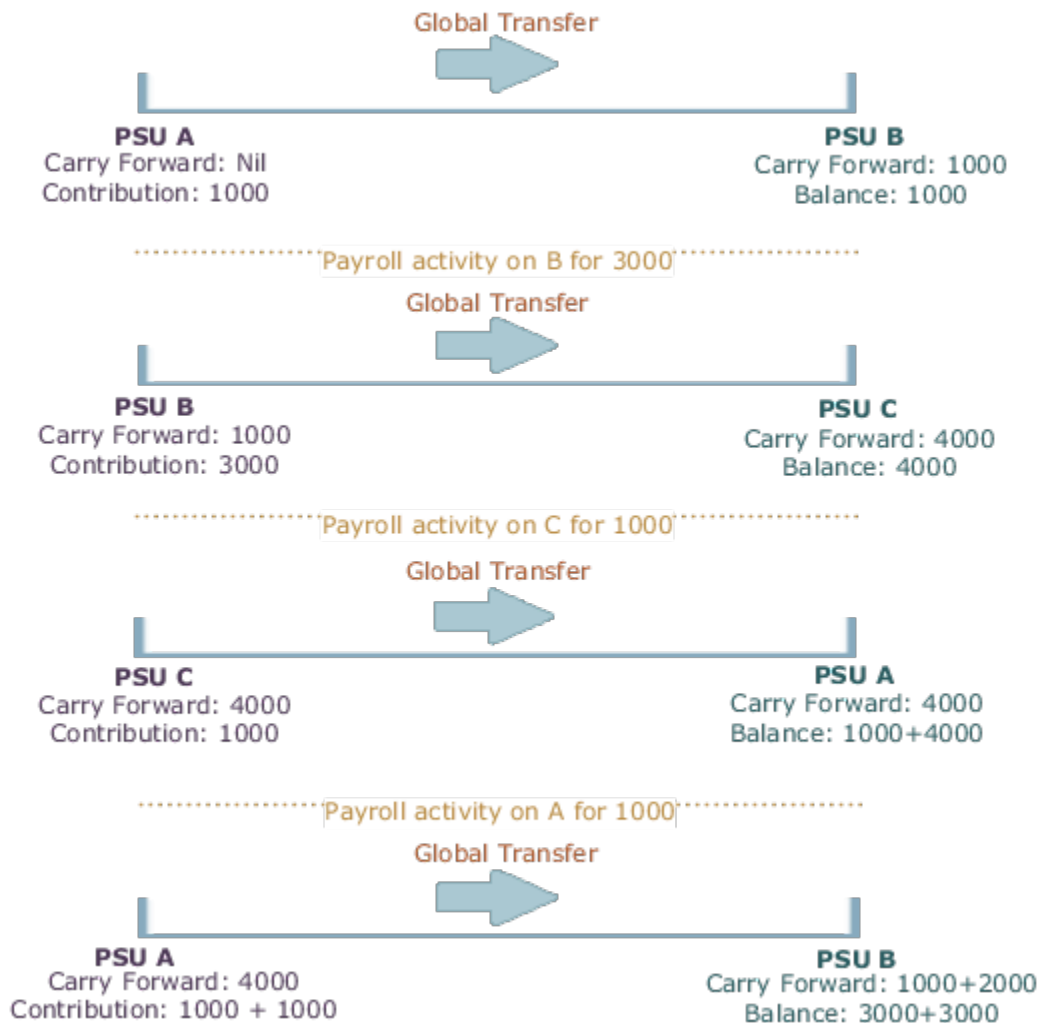 Global Transfer
PSU A
Carry Forward: Nil
Contribution: 1000
PSU B
Carry Forward: 1000
Balance: 1000
Payroll activity on B for 3000
Global Transfer
PSU B
Carry Forward: 1000
Contribution: 3000
PSU C
Carry Forward: 4000
Balance: 4000
Payroll activity on C for 1000
Global Transfer
PSU C
Carry Forward: 4000
Contribution: 1000
PSU A
Carry Forward: 4000
Balance: 1000+4000
Payroll activity on A for 1000
Global Transfer
PSU A
Carry Forward: 4000
Contribution: 1000 + 1000
PSU B
Carry Forward: 1000+2000
Balance: 3000+3000